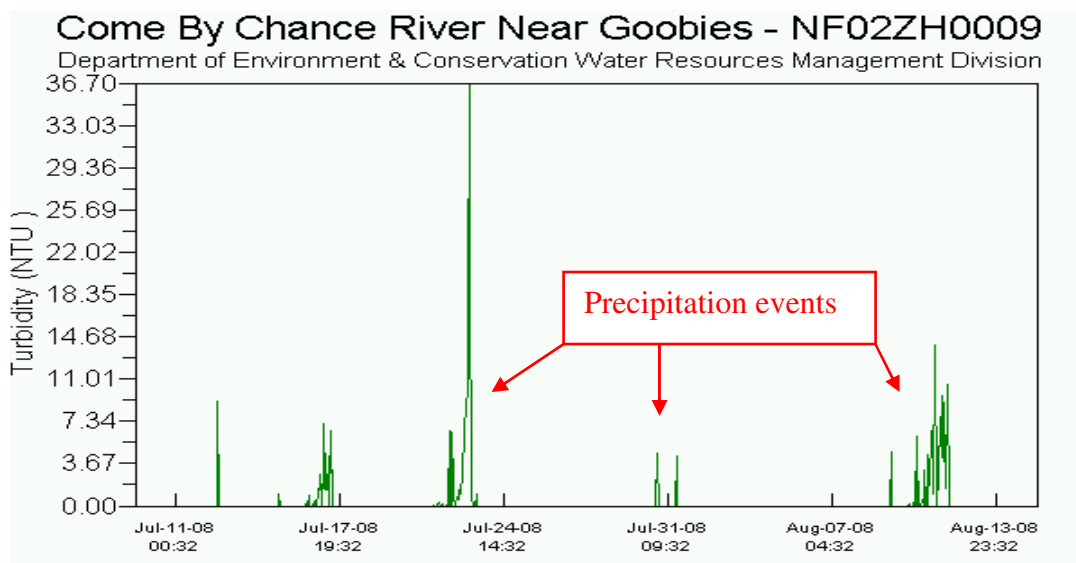 Come By Chance River Near Goobies - NF02ZH0009
Department of Environment & Conservation Water Resources Management Division
Turbidity (NTU )
36.70
33.03
29.36
25.69
22.02
18.35
14.68
11.01
7.34
3.67
0.00
Precipitation events
Jul-11-08 Jul-17-08 Jul-24-08 Jul-31-08 Aug-07-08 Aug-13-08
00:32 19:32 14:32 09:32 04:32 23:32